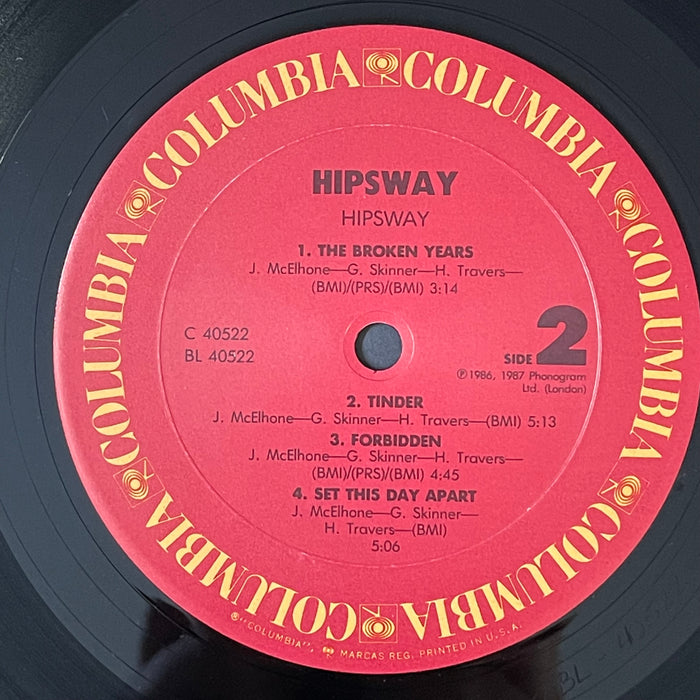 COLUMBIA COLUMBIA COLUMBIA COLUMBIA COLUMBIA COLUMBIA COLUMBIA COLUMBIA
HIPSWAY
HIPSWAY
1. THE BROKEN YEARS
J. McElhone—G. Skinner—H. Travers—
(BMI)/(PRS)/(BMI) 3:14
C 40522
BL 40522
SIDE 2
℗1986, 1987 Phonogram
Ltd. (London)
2. TINDER
J. McElhone—G. Skinner—H. Travers—(BMI) 5:13
3. FORBIDDEN
J. McElhone—G. Skinner—H. Travers—
(BMI)/(PRS)/(BMI) 4:45
4. SET THIS DAY APART
J. McElhone—G. Skinner—
H. Travers—(BMI)
5:06
®"COLUMBIA", MARCAS REG. PRINTED IN U.S.A.
BL -